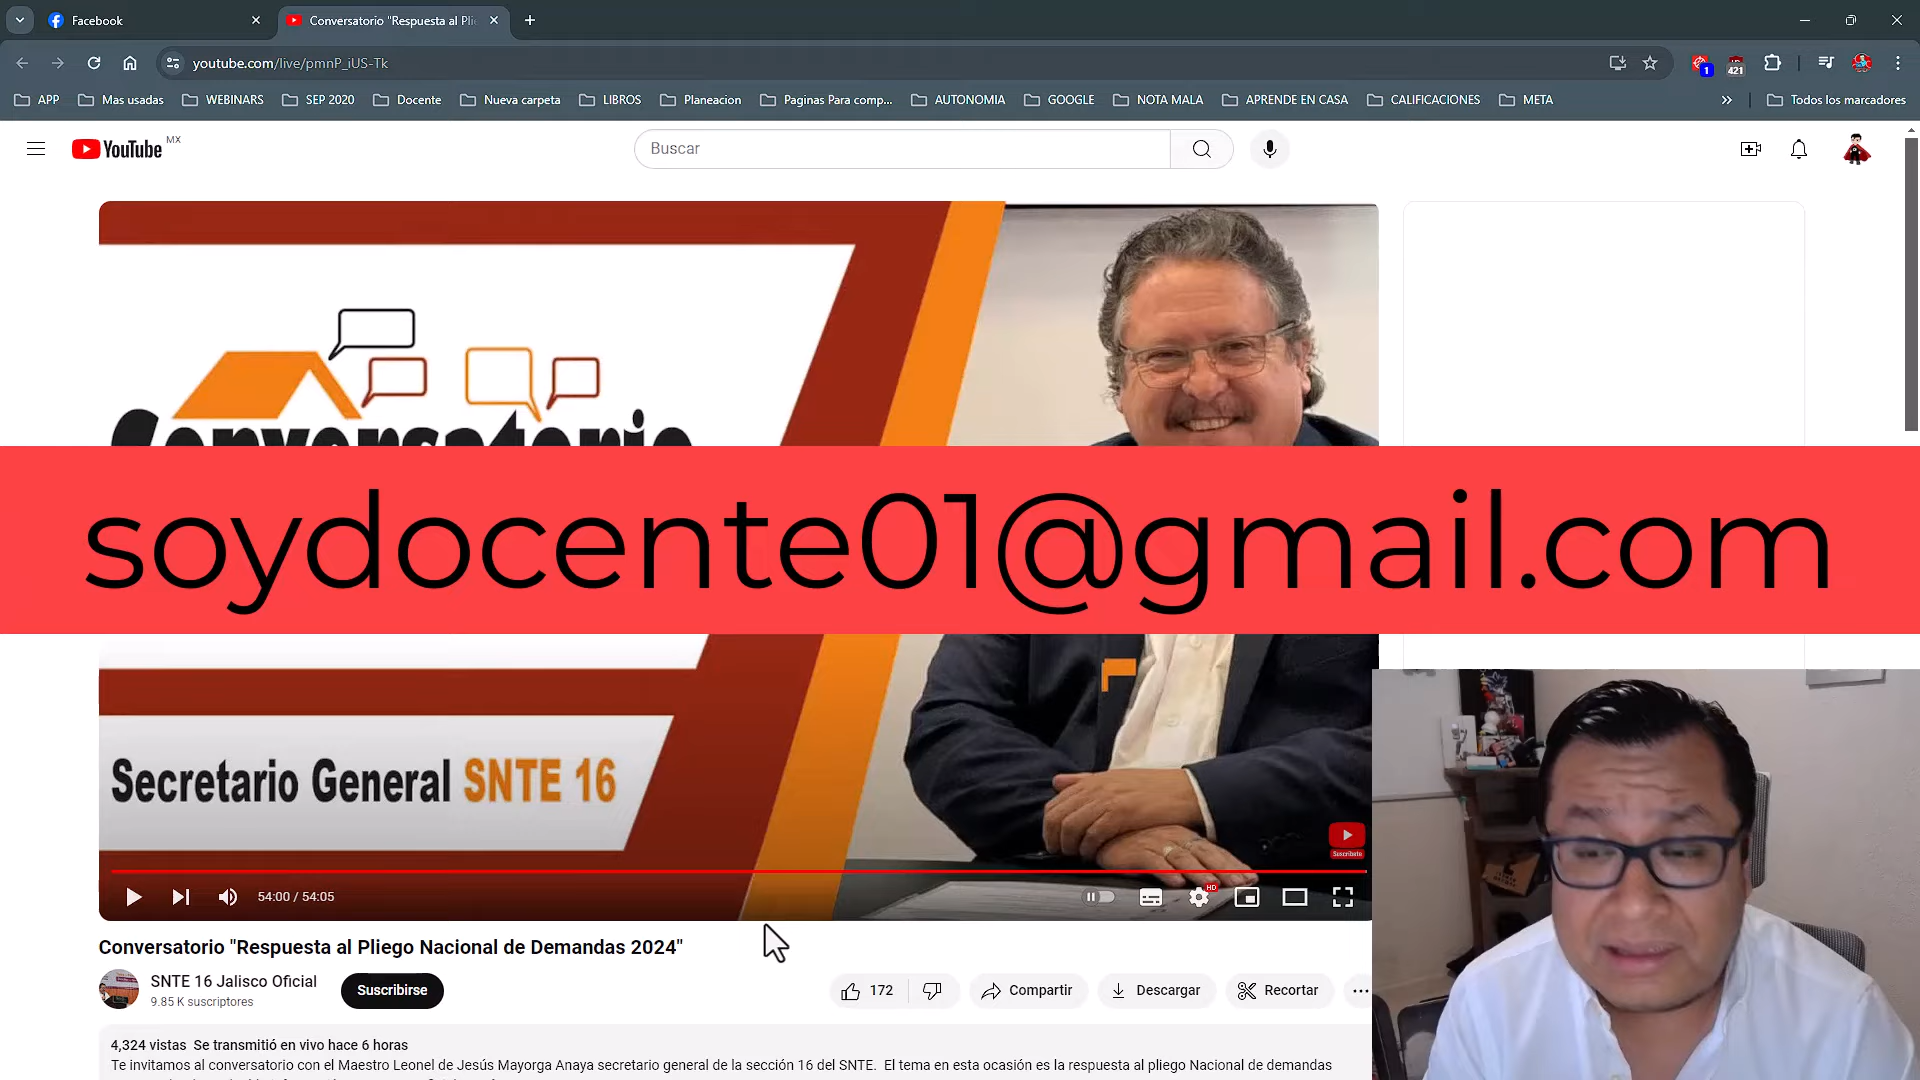 Facebook
Conversatorio "Respuesta al Pli
youtube.com/live/pmnP_iUS-Tk
1
421
APP
Mas usadas
WEBINARS
SEP 2020
Docente
Nueva carpeta
LIBROS
Planeacion
Paginas Para comp...
AUTONOMIA
GOOGLE
NOTA MALA
APRENDE EN CASA
CALIFICACIONES
META
Todos los marcadores
YouTube MX
Buscar
Conversatorio
soydocente01@gmail.com
Secretario General SNTE 16
Suscríbete
54:00 / 54:05
HD
Conversatorio "Respuesta al Pliego Nacional de Demandas 2024"
SNTE 16 Jalisco Oficial
9.85 K suscriptores
Suscribirse
172
Compartir
Descargar
Recortar
4,324 vistas Se transmitió en vivo hace 6 horas
Te invitamos al conversatorio con el Maestro Leonel de Jesús Mayorga Anaya secretario general de la sección 16 del SNTE. El tema en esta ocasión es la respuesta al pliego Nacional de demandas